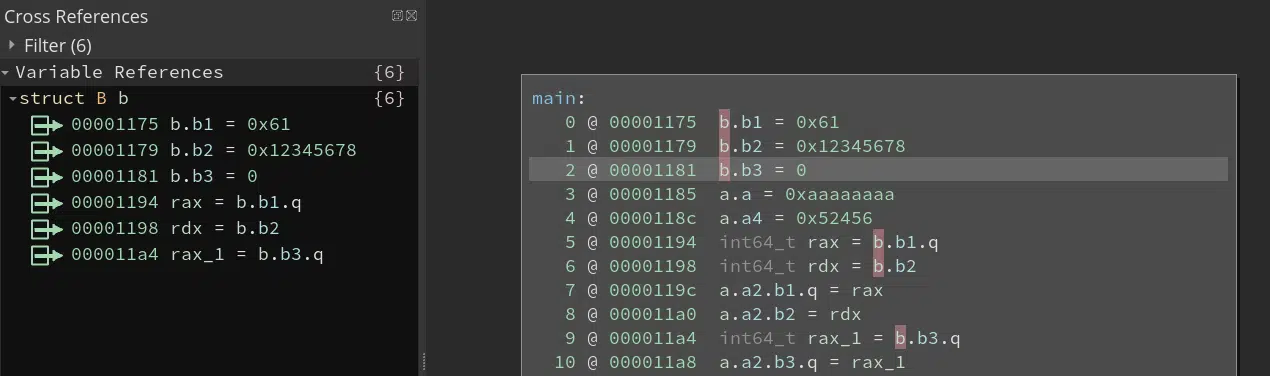 Cross References
Filter (6)
Variable References {6}
struct B b {6}
00001175 b.b1 = 0x61
00001179 b.b2 = 0x12345678
00001181 b.b3 = 0
00001194 rax = b.b1.q
00001198 rdx = b.b2
000011a4 rax_1 = b.b3.q
main:
0 @ 00001175 b.b1 = 0x61
1 @ 00001179 b.b2 = 0x12345678
2 @ 00001181 b.b3 = 0
3 @ 00001185 a.a = 0xaaaaaaaa
4 @ 0000118c a.a4 = 0x52456
5 @ 00001194 int64_t rax = b.b1.q
6 @ 00001198 int64_t rdx = b.b2
7 @ 0000119c a.a2.b1.q = rax
8 @ 000011a0 a.a2.b2 = rdx
9 @ 000011a4 int64_t rax_1 = b.b3.q
10 @ 000011a8 a.a2.b3.q = rax_1